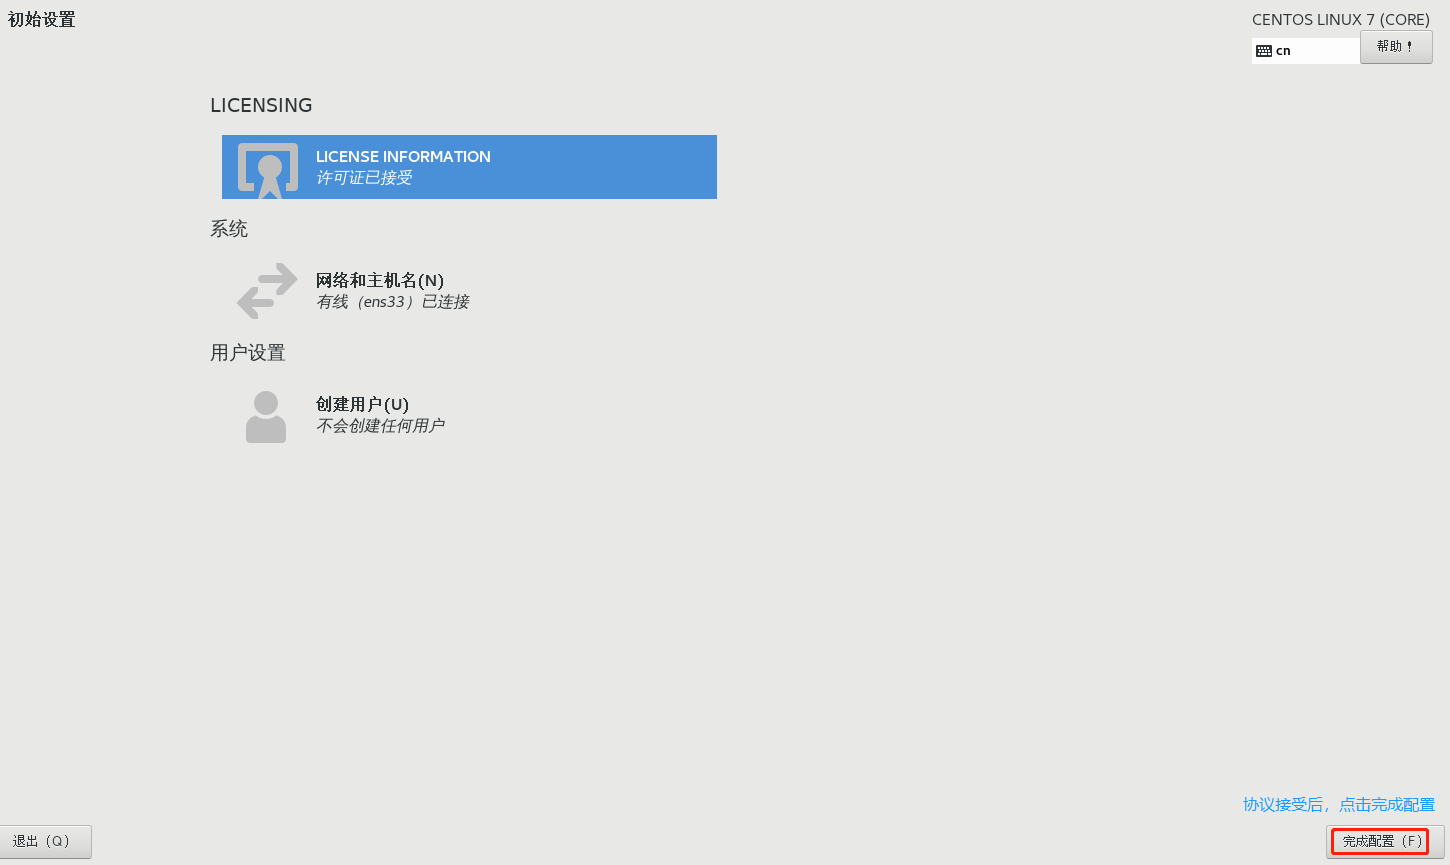 初始设置
CENTOS LINUX 7 (CORE)
cn
帮助！
LICENSING
LICENSE INFORMATION
许可证已接受
系统
网络和主机名(N)
有线（ens33）已连接
用户设置
创建用户(U)
不会创建任何用户
协议接受后，点击完成配置
退出（Q）
完成配置（F）